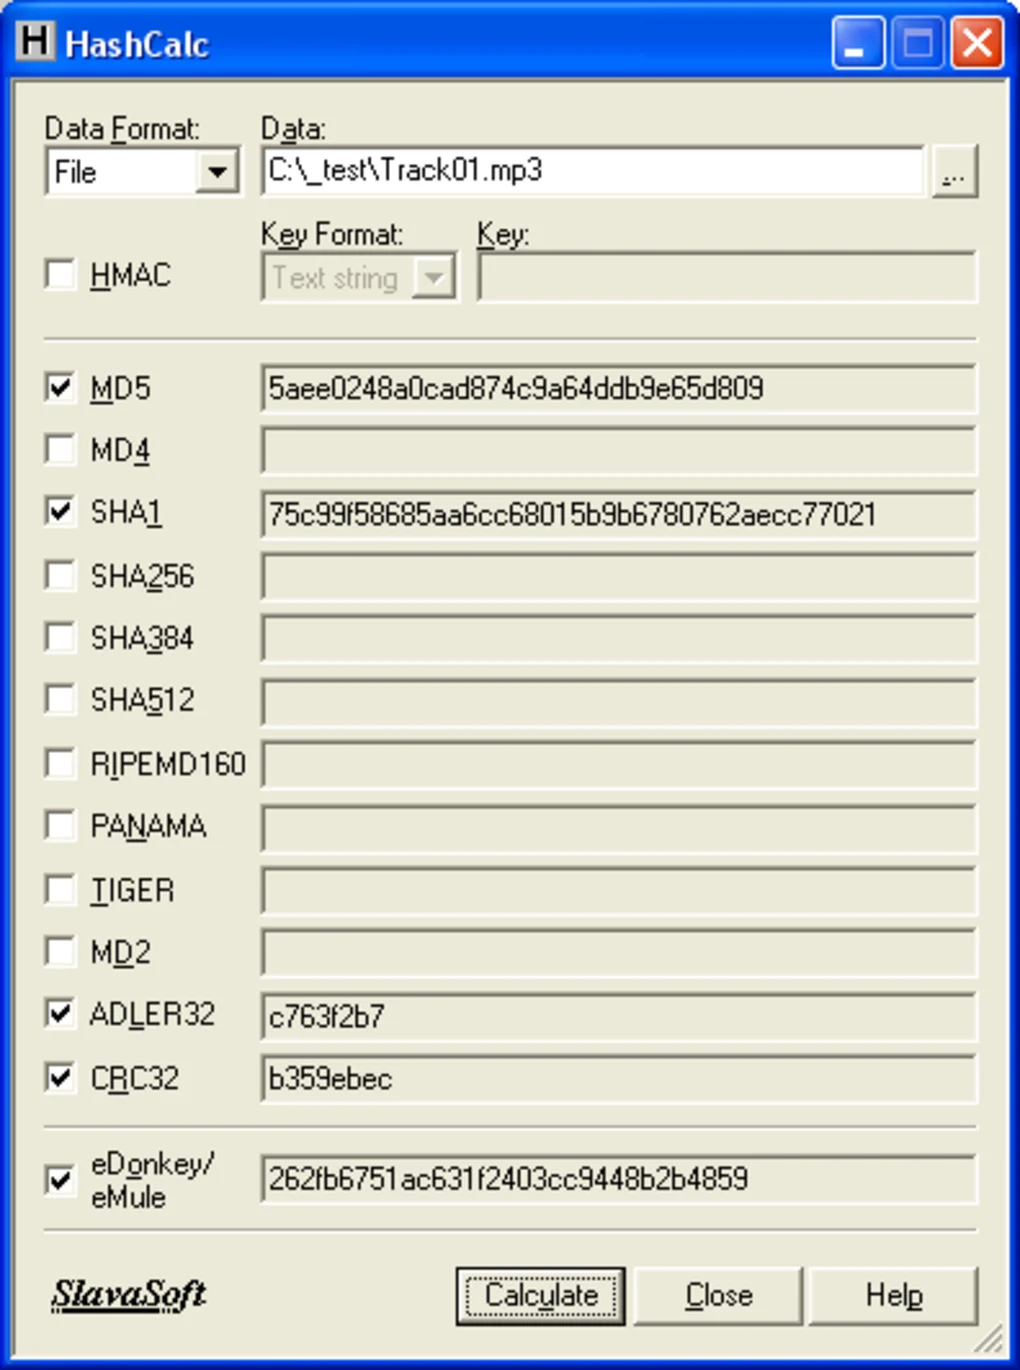 H HashCalc
Data Format: Data:
File C:\_test\Track01.mp3 ...
Key Format: Key:
HMAC Text string
MD5 5aee0248a0cad874c9a64ddb9e65d809
MD4
SHA1 75c99f58685aa6cc68015b9b6780762aecc77021
SHA256
SHA384
SHA512
RIPEMD160
PANAMA
TIGER
MD2
ADLER32 c763f2b7
CRC32 b359ebec
eDonkey/
eMule 262fb6751ac631f2403cc9448b2b4859
SlavaSoft Calculate Close Help